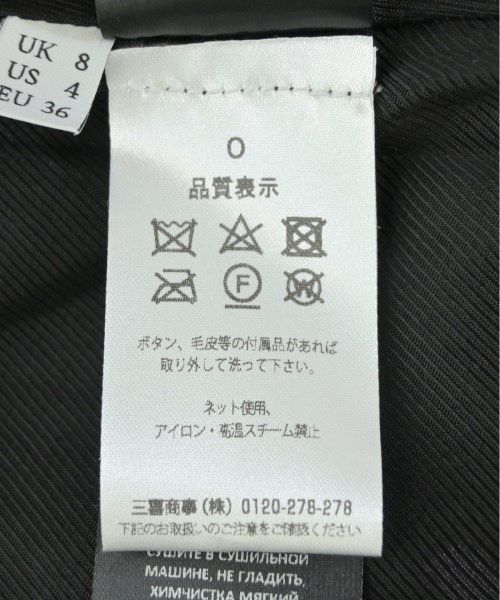 UK 8
US 4
EU 36
0
品質表示
F
W
ボタン、毛皮等の付属品があれば
取り外して洗って下さい。
ネット使用、
アイロン・高温スチーム禁止
三喜商事(株) 0120-278-278
下記のお取扱いのご注意をご確認ください
СУШИТЕ В СУШИЛЬНОЙ
МАШИНЕ, НЕ ГЛАДИТЬ,
ХИМЧИСТКА МЯГКИЙ